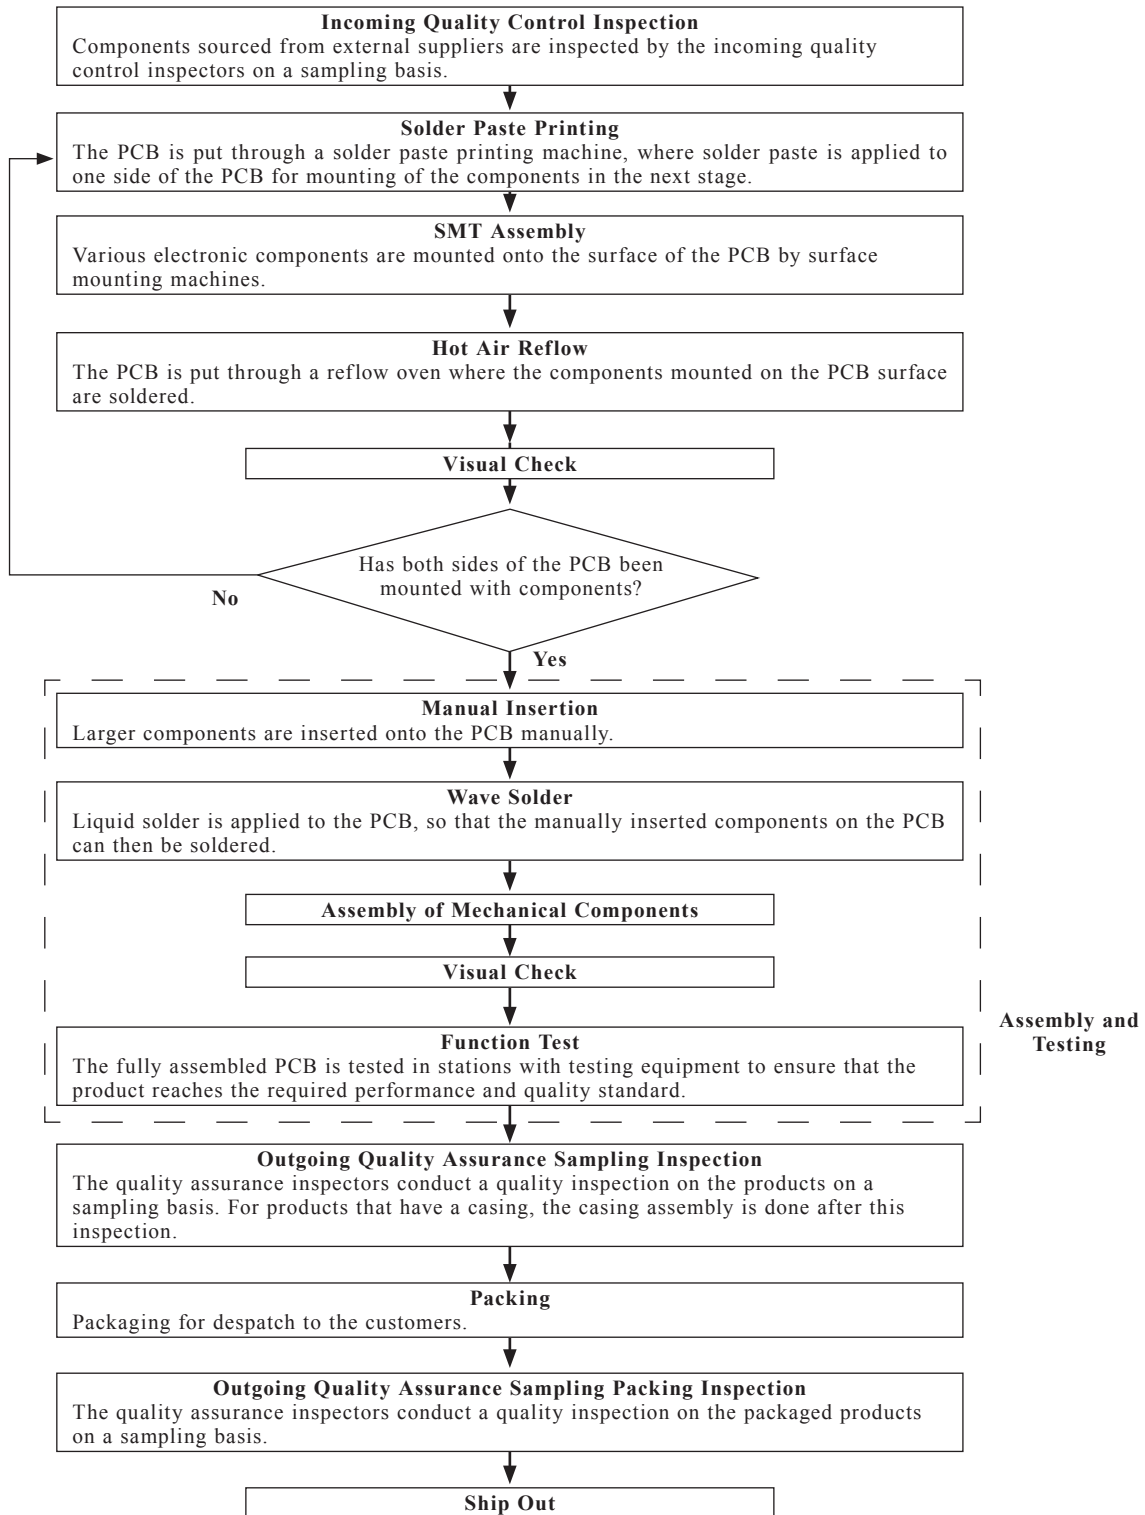 Incoming Quality Control Inspection
Components sourced from external suppliers are inspected by the incoming quality
control inspectors on a sampling basis.
Solder Paste Printing
The PCB is put through a solder paste printing machine, where solder paste is applied to
one side of the PCB for mounting of the components in the next stage.
SMT Assembly
Various electronic components are mounted onto the surface of the PCB by surface
mounting machines.
Hot Air Reflow
The PCB is put through a reflow oven where the components mounted on the PCB surface
are soldered.
Visual Check
Has both sides of the PCB been
mounted with components?
No
Yes
Manual Insertion
Larger components are inserted onto the PCB manually.
Wave Solder
Liquid solder is applied to the PCB, so that the manually inserted components on the PCB
can then be soldered.
Assembly of Mechanical Components
Visual Check
Function Test
The fully assembled PCB is tested in stations with testing equipment to ensure that the
product reaches the required performance and quality standard.
Assembly and
Testing
Outgoing Quality Assurance Sampling Inspection
The quality assurance inspectors conduct a quality inspection on the products on a
sampling basis. For products that have a casing, the casing assembly is done after this
inspection.
Packing
Packaging for despatch to the customers.
Outgoing Quality Assurance Sampling Packing Inspection
The quality assurance inspectors conduct a quality inspection on the packaged products
on a sampling basis.
Ship Out